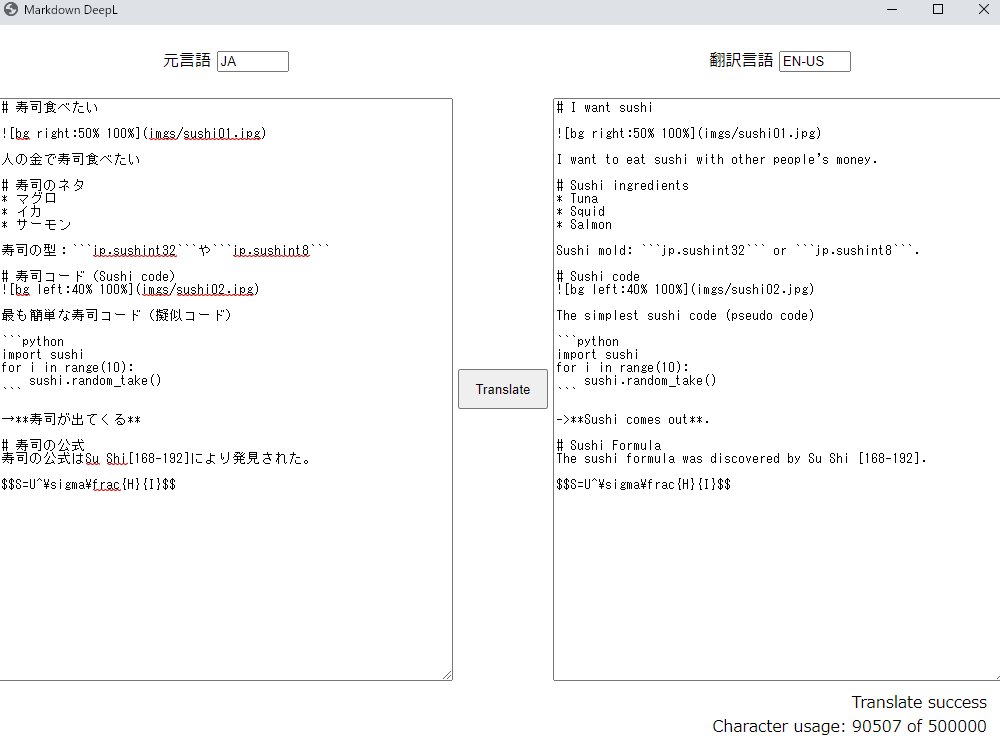 Markdown DeepL
元言語 JA
翻訳言語 EN-US
# 寿司食べたい
![bg right:50% 100%](imgs/sushi01.jpg)
人の金で寿司食べたい
# 寿司のネタ
* マグロ
* イカ
* サーモン
寿司の型：```jp.sushint32```や```jp.sushint8```
# 寿司コード（Sushi code）
![bg left:40% 100%](imgs/sushi02.jpg)
最も簡単な寿司コード（擬似コード）
```python
import sushi
for i in range(10):
    sushi.random_take()
```
→**寿司が出てくる**
# 寿司の公式
寿司の公式はSu Shi[168-192]により発見された。
$$S=U^¥sigma¥frac{H}{I}$$
Translate
# I want sushi
![bg right:50% 100%](imgs/sushi01.jpg)
I want to eat sushi with other people's money.
# Sushi ingredients
* Tuna
* Squid
* Salmon
Sushi mold: ```jp.sushint32``` or ```jp.sushint8```.
# Sushi code
![bg left:40% 100%](imgs/sushi02.jpg)
The simplest sushi code (pseudo code)
```python
import sushi
for i in range(10):
    sushi.random_take()
```
->**Sushi comes out**.
# Sushi Formula
The sushi formula was discovered by Su Shi [168-192].
$$S=U^¥sigma¥frac{H}{I}$$
Translate success
Character usage: 90507 of 500000